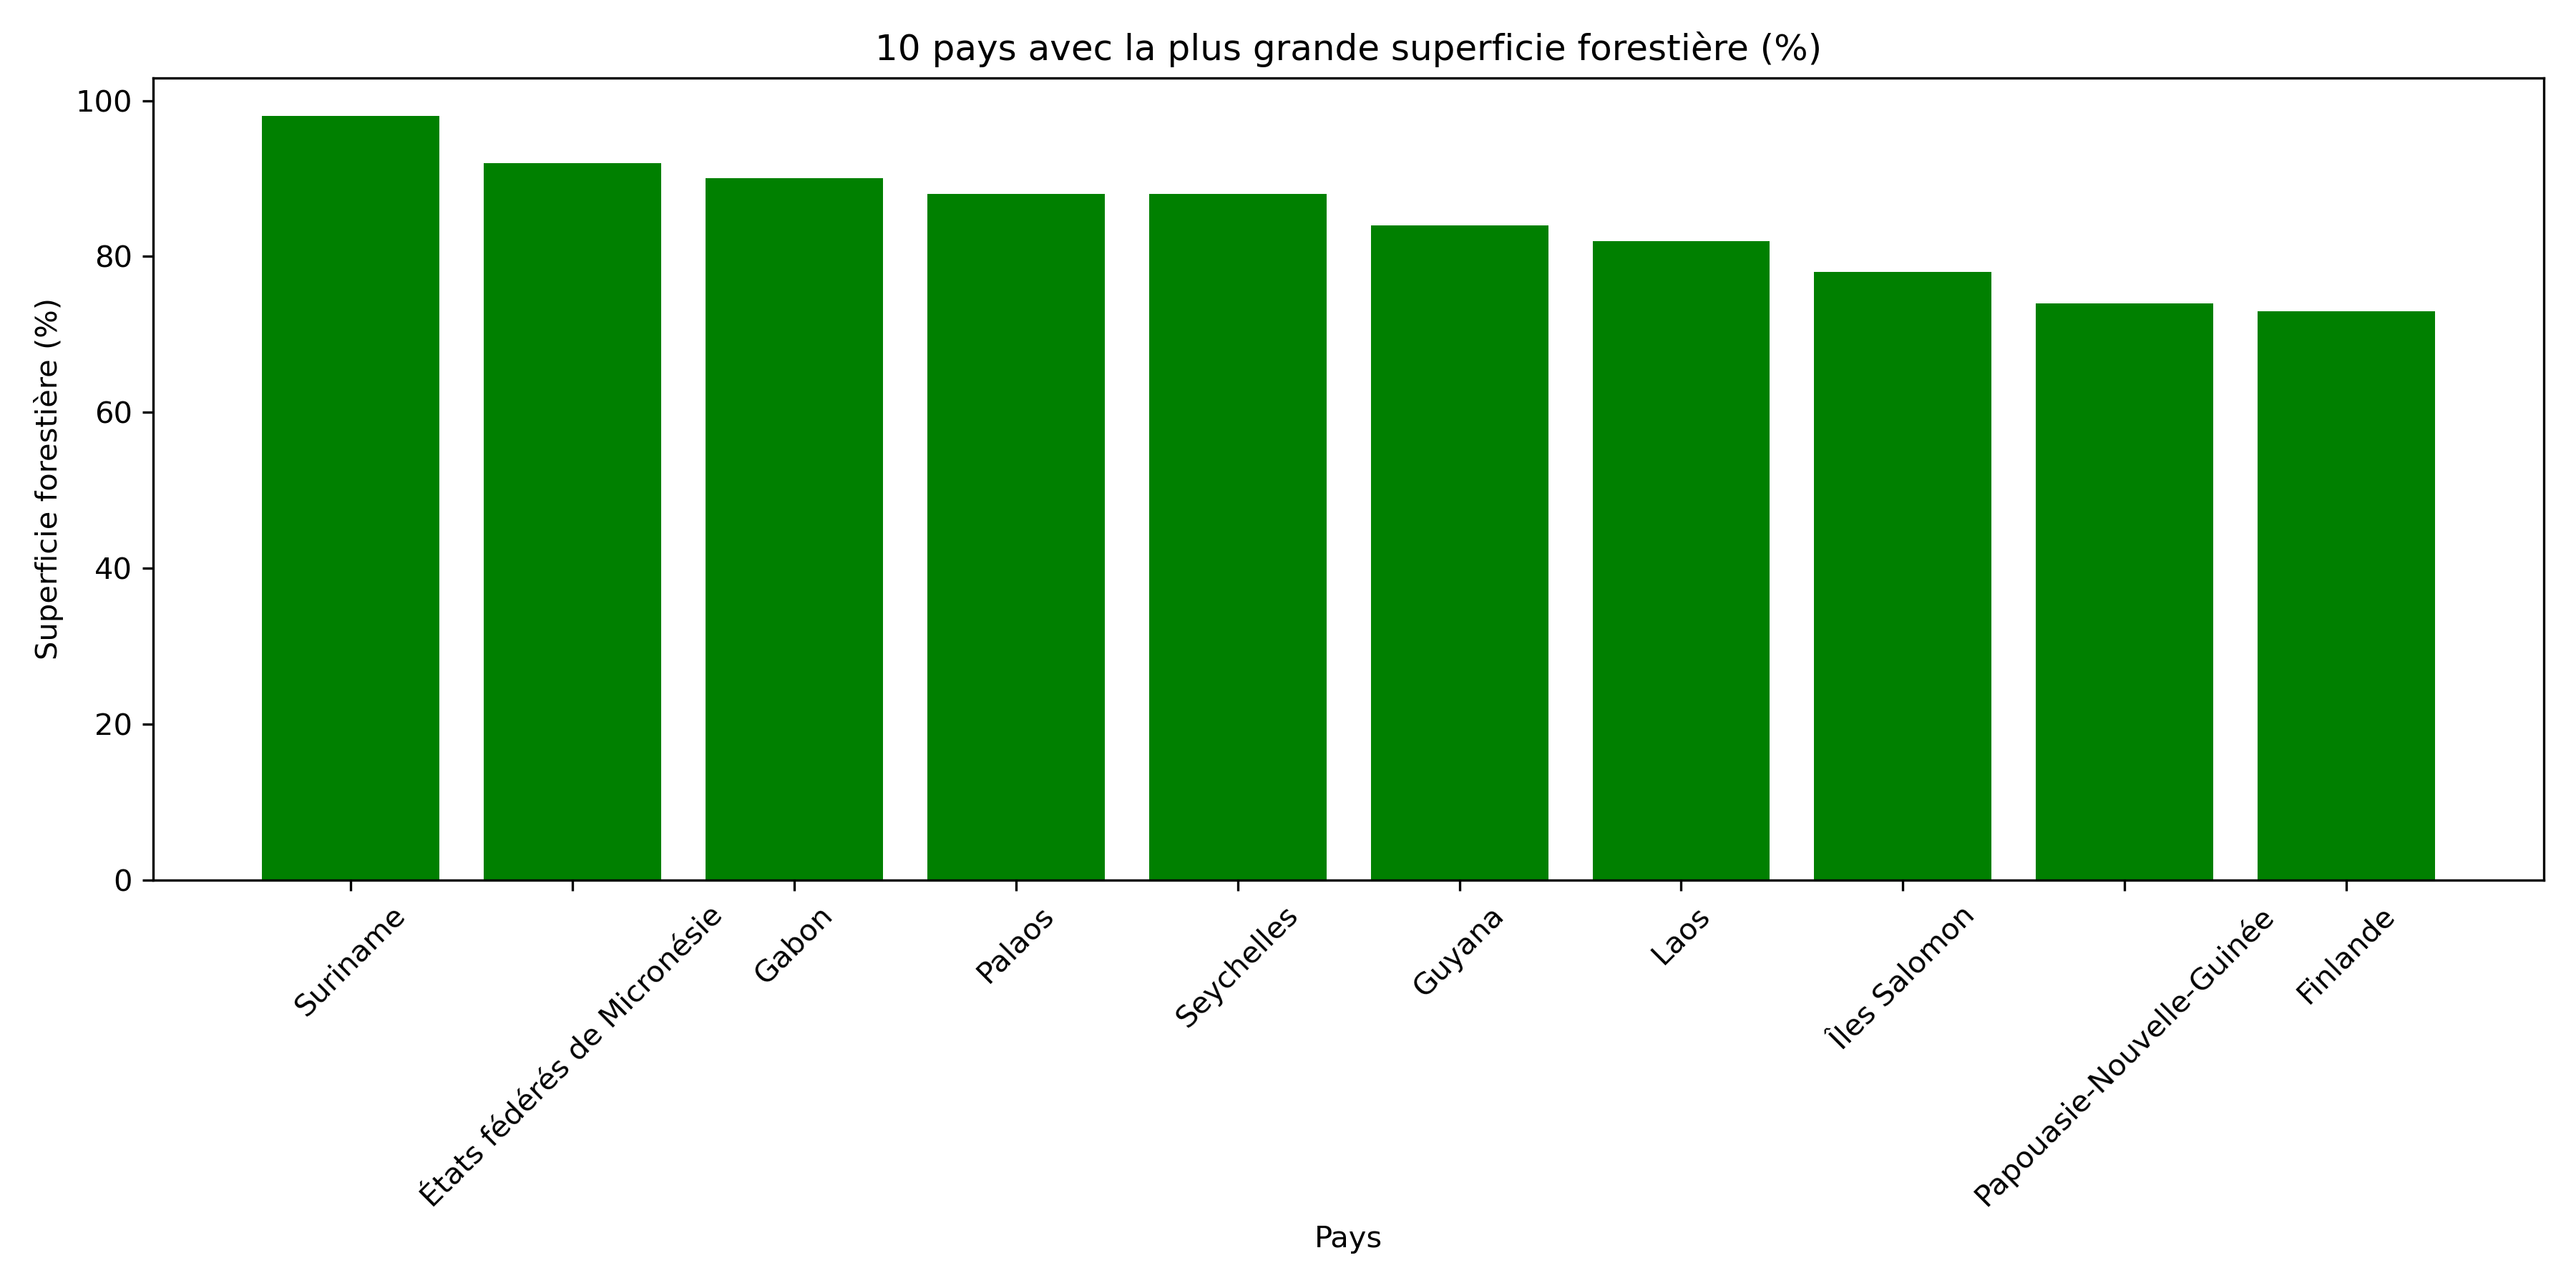 10 pays avec la plus grande superficie forestière (%)
Superficie forestière (%)
100
80
60
40
20
0
Suriname
États fédérés de Micronésie
Gabon
Palaos
Seychelles
Guyana
Laos
Îles Salomon
Papouasie-Nouvelle-Guinée
Finlande
Pays